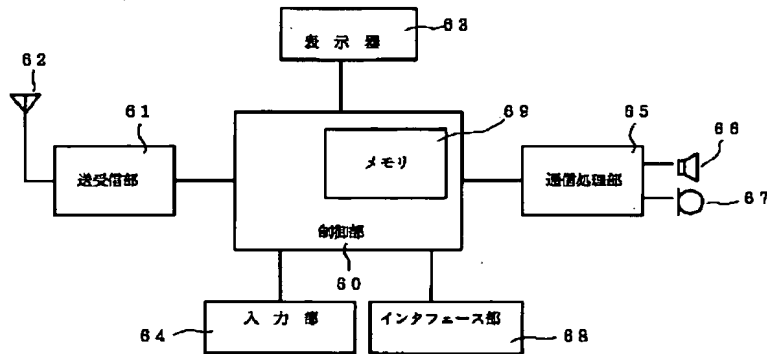 63
表示器
62
61
69
65
66
送受信部
メモリ
通信処理部
67
制御部
60
入力部
インタフェース部
64
68